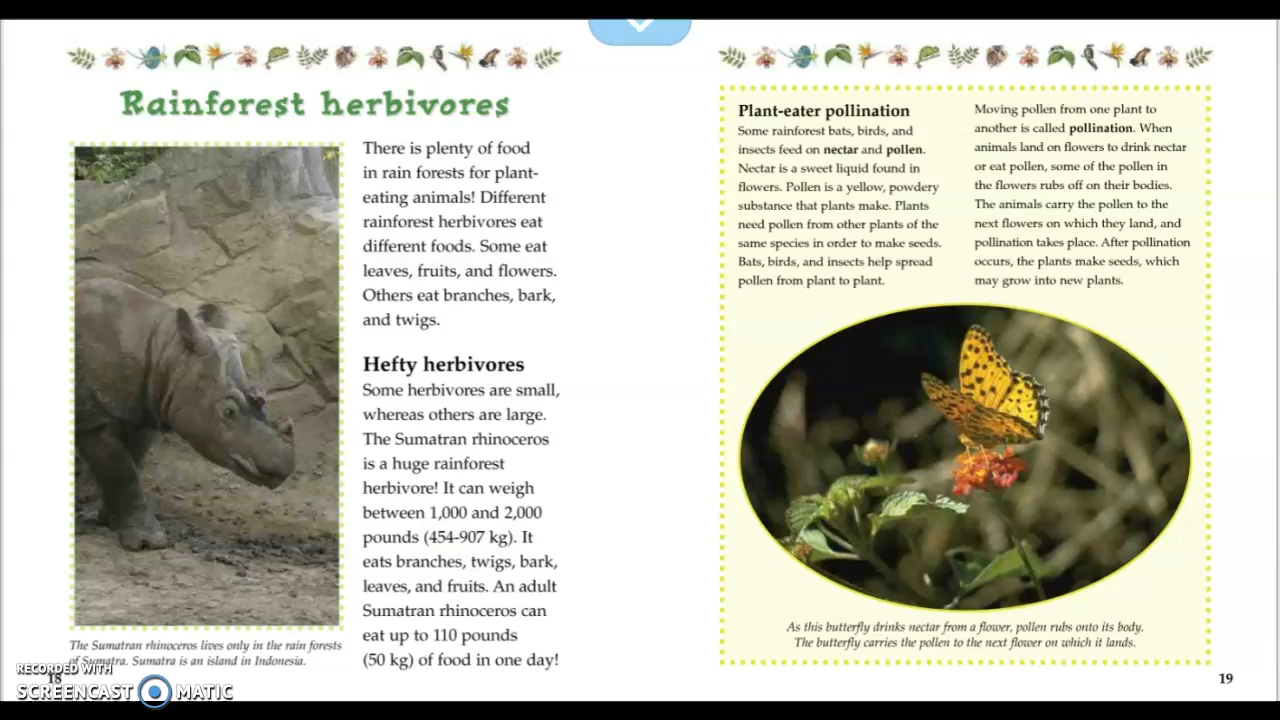 Rainforest herbivores
There is plenty of food
in rain forests for plant-
eating animals! Different
rainforest herbivores eat
different foods. Some eat
leaves, fruits, and flowers.
Others eat branches, bark,
and twigs.
Hefty herbivores
Some herbivores are small,
whereas others are large.
The Sumatran rhinoceros
is a huge rainforest
herbivore! It can weigh
between 1,000 and 2,000
pounds (454-907 kg). It
eats branches, twigs, bark,
leaves, and fruits. An adult
Sumatran rhinoceros can
eat up to 110 pounds
(50 kg) of food in one day!
The Sumatran rhinoceros lives only in the rain forests
of Sumatra. Sumatra is an island in Indonesia.
18
RECORDED WITH
SCREENCAST MATIC
Plant-eater pollination
Some rainforest bats, birds, and
insects feed on nectar and pollen.
Nectar is a sweet liquid found in
flowers. Pollen is a yellow, powdery
substance that plants make. Plants
need pollen from other plants of the
same species in order to make seeds.
Bats, birds, and insects help spread
pollen from plant to plant.
Moving pollen from one plant to
another is called pollination. When
animals land on flowers to drink nectar
or eat pollen, some of the pollen in
the flowers rubs off on their bodies.
The animals carry the pollen to the
next flowers on which they land, and
pollination takes place. After pollination
occurs, the plants make seeds, which
may grow into new plants.
As this butterfly drinks nectar from a flower, pollen rubs onto its body.
The butterfly carries the pollen to the next flower on which it lands.
19